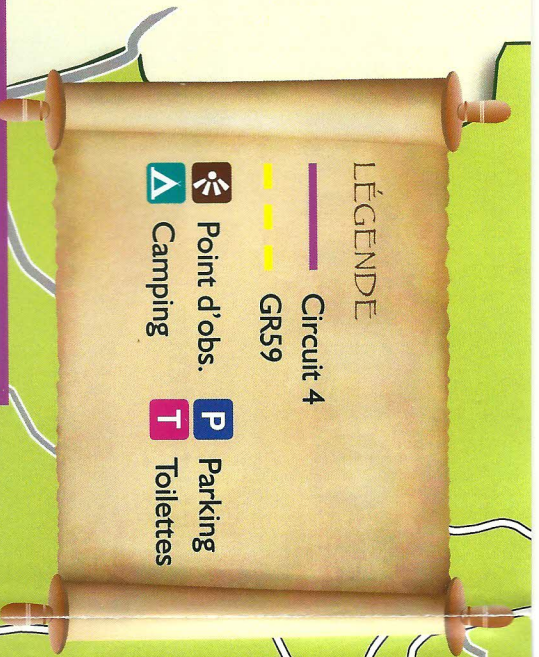 LÉGENDE
Circuit 4
GR59
Point d'obs.
P Parking
Camping
T Toilettes